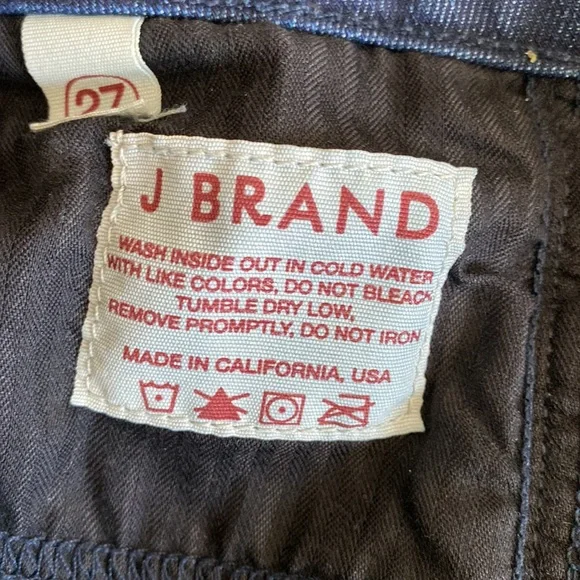 27
J BRAND
WASH INSIDE OUT IN COLD WATER
WITH LIKE COLORS, DO NOT BLEACH
TUMBLE DRY LOW,
REMOVE PROMPTLY, DO NOT IRON
MADE IN CALIFORNIA, USA